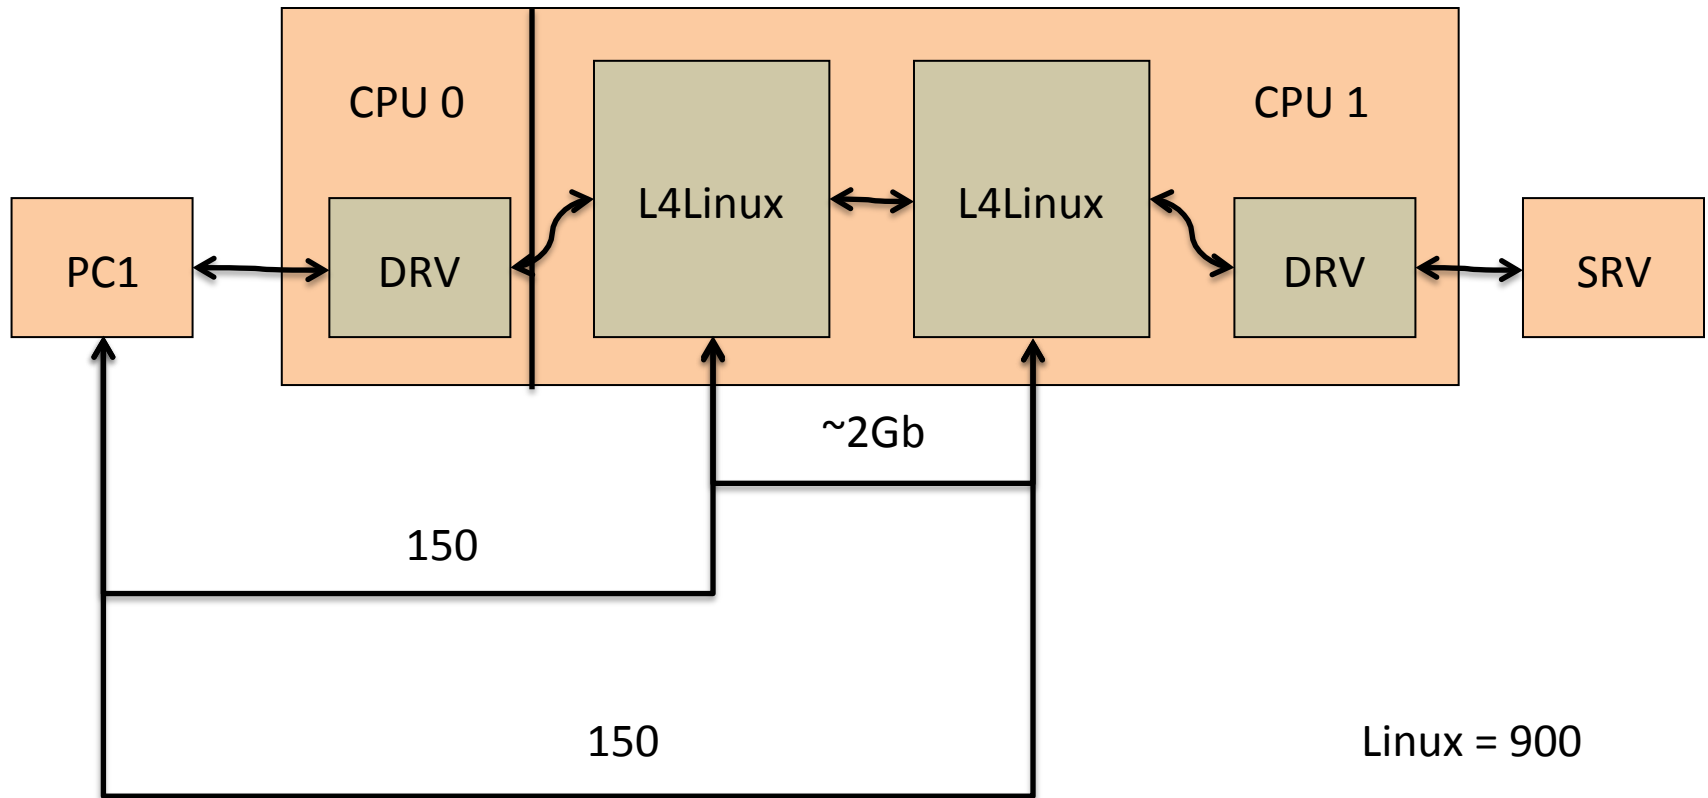 CPU 0
CPU 1
L4Linux
L4Linux
PC1
DRV
DRV
SRV
~2Gb
150
150
Linux = 900